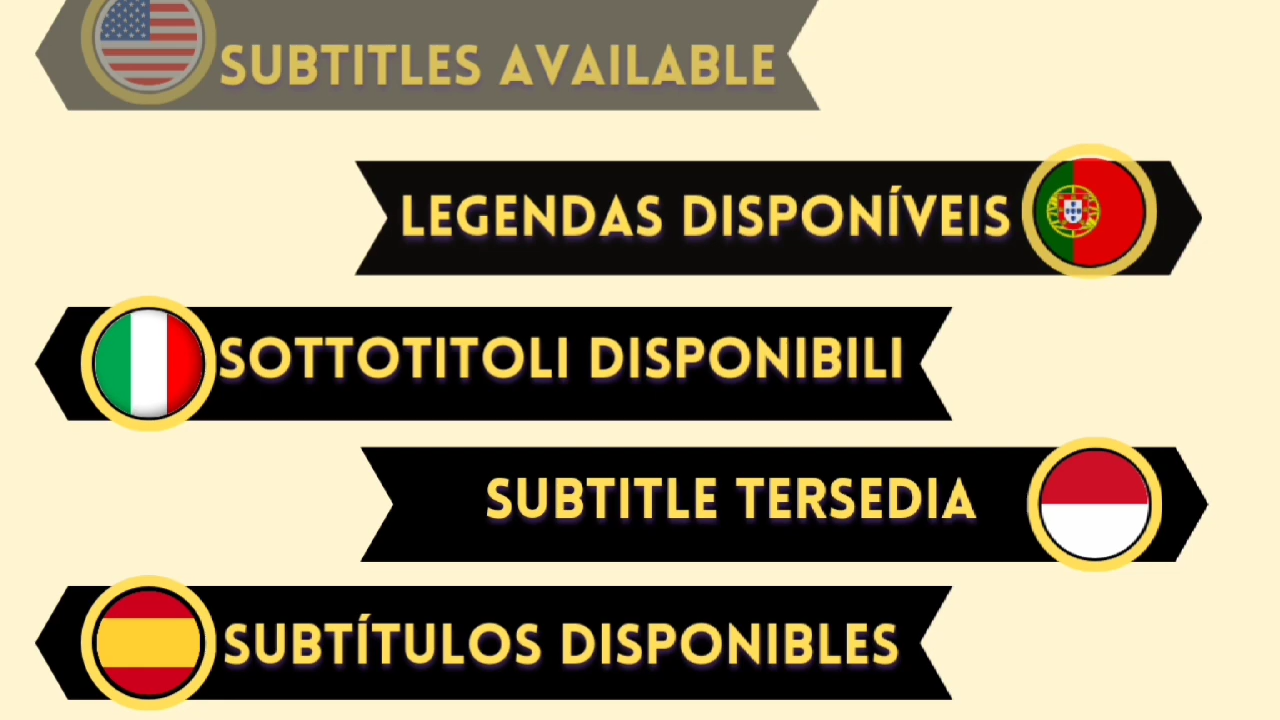 SUBTITLES AVAILABLE
LEGENDAS DISPONÍVEIS
SOTTOTITOLI DISPONIBILI
SUBTITLE TERSEDIA
SUBTÍTULOS DISPONIBLES